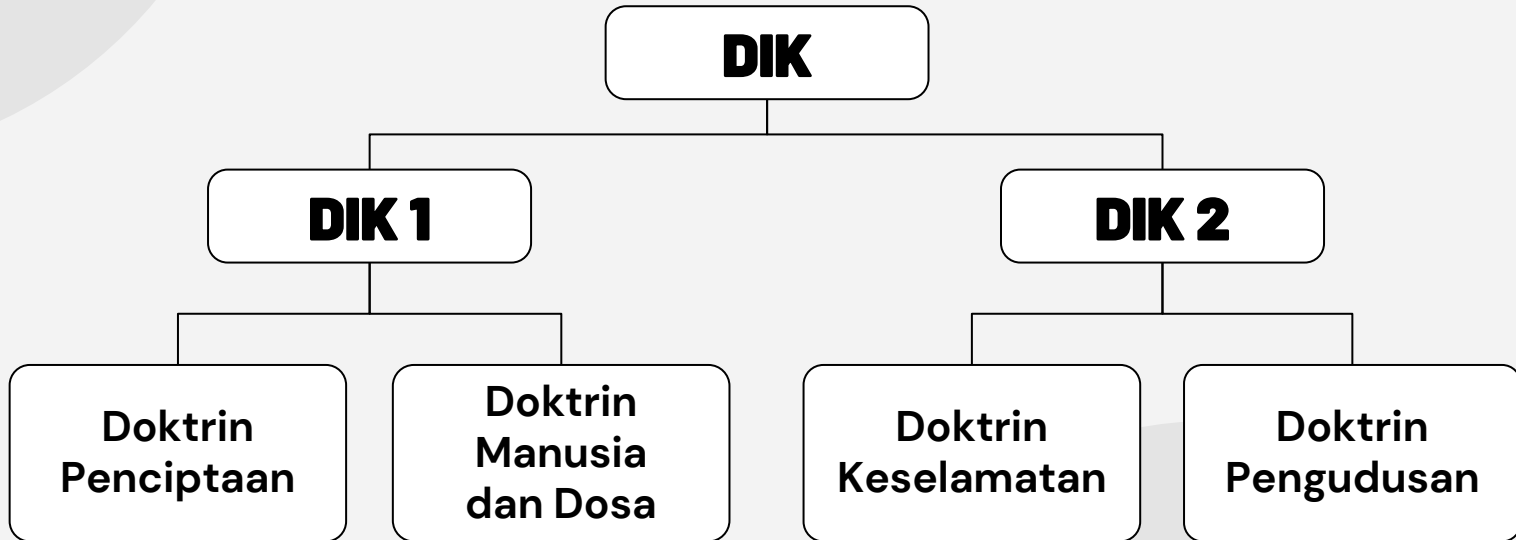 DIK
DIK 1
DIK 2
Doktrin
Penciptaan
Doktrin
Manusia
dan Dosa
Doktrin
Keselamatan
Doktrin
Pengudusan